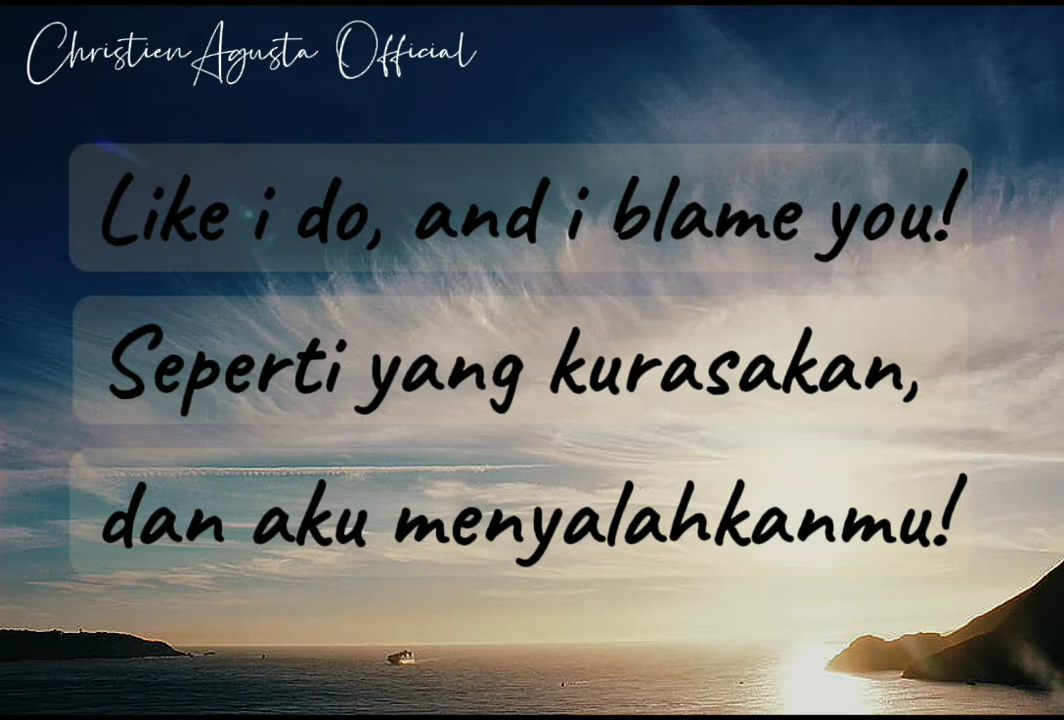 Christien Agusta Official
Like i do, and i blame you!
Seperti yang kurasakan,
dan aku menyalahkanmu!